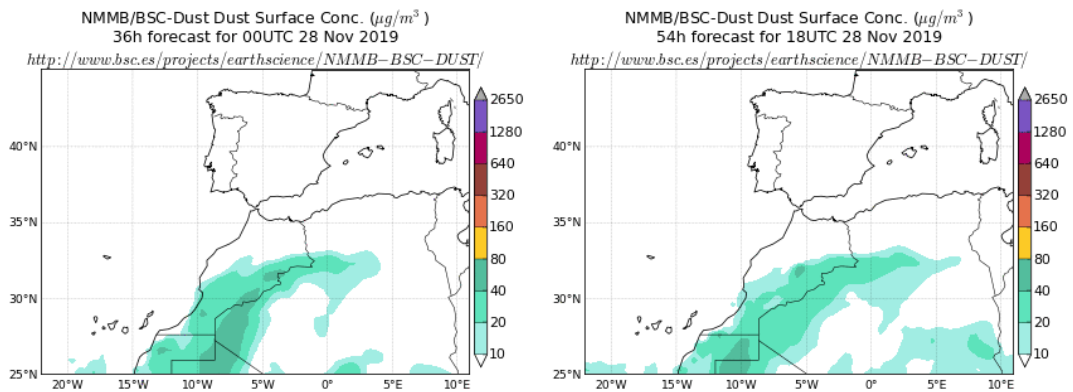 NMMB/BSC-Dust Dust Surface Conc. (μg/m³)
36h forecast for 00UTC 28 Nov 2019
http://www.bsc.es/projects/earthscience/NMMB−BSC−DUST/
2650
1280
640
320
160
80
40
20
10
40°N
35°N
30°N
25°N
20°W 15°W 10°W 5°W 0° 5°E 10°E
NMMB/BSC-Dust Dust Surface Conc. (μg/m³)
54h forecast for 18UTC 28 Nov 2019
http://www.bsc.es/projects/earthscience/NMMB−BSC−DUST/
2650
1280
640
320
160
80
40
20
10
40°N
35°N
30°N
25°N
20°W 15°W 10°W 5°W 0° 5°E 10°E